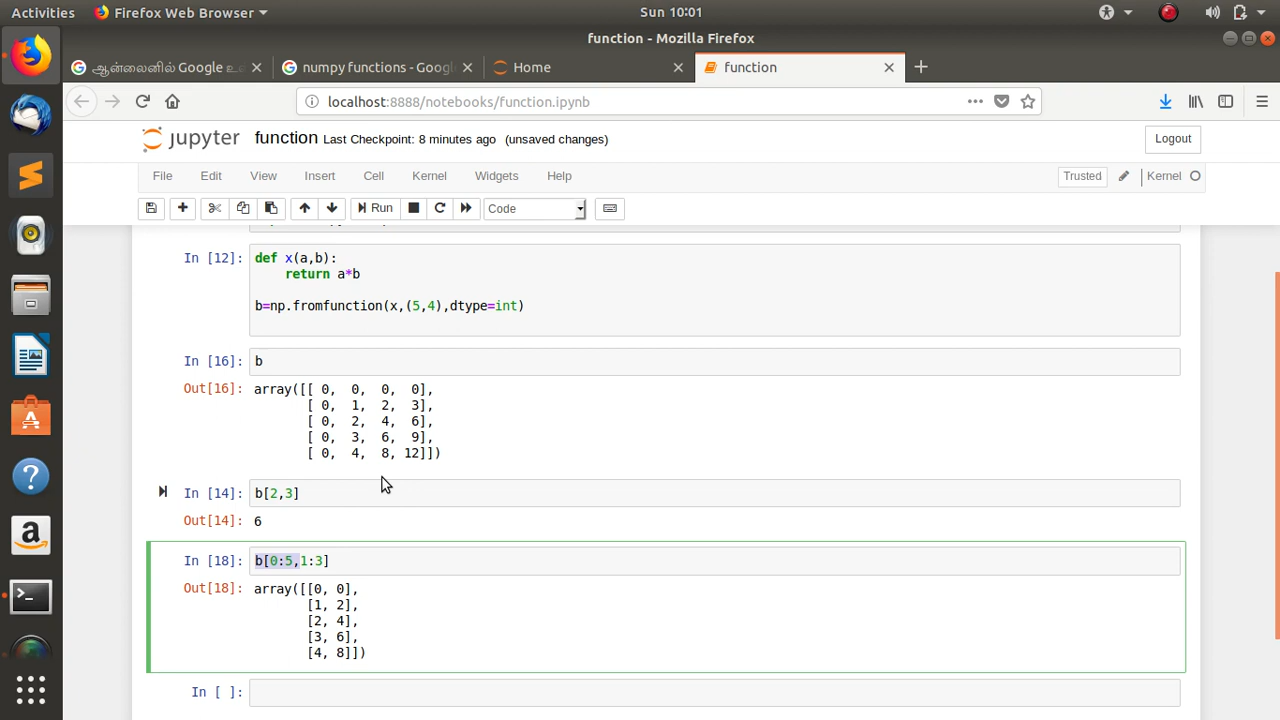 Activities Firefox Web Browser Sun 10:01
function - Mozilla Firefox
ஆன்லைனில் Google numpy functions - Goog Home function
localhost:8888/notebooks/function.ipynb
jupyter function Last Checkpoint: 8 minutes ago (unsaved changes) Logout
File Edit View Insert Cell Kernel Widgets Help Trusted Kernel
Run Code
In [12]: def x(a,b):
return a*b
b=np.fromfunction(x,(5,4),dtype=int)
In [16]: b
Out[16]: array([[ 0, 0, 0, 0],
[ 0, 1, 2, 3],
[ 0, 2, 4, 6],
[ 0, 3, 6, 9],
[ 0, 4, 8, 12]])
In [14]: b[2,3]
Out[14]: 6
In [18]: b[0:5,1:3]
Out[18]: array([[0, 0],
[1, 2],
[2, 4],
[3, 6],
[4, 8]])
In [ ]: